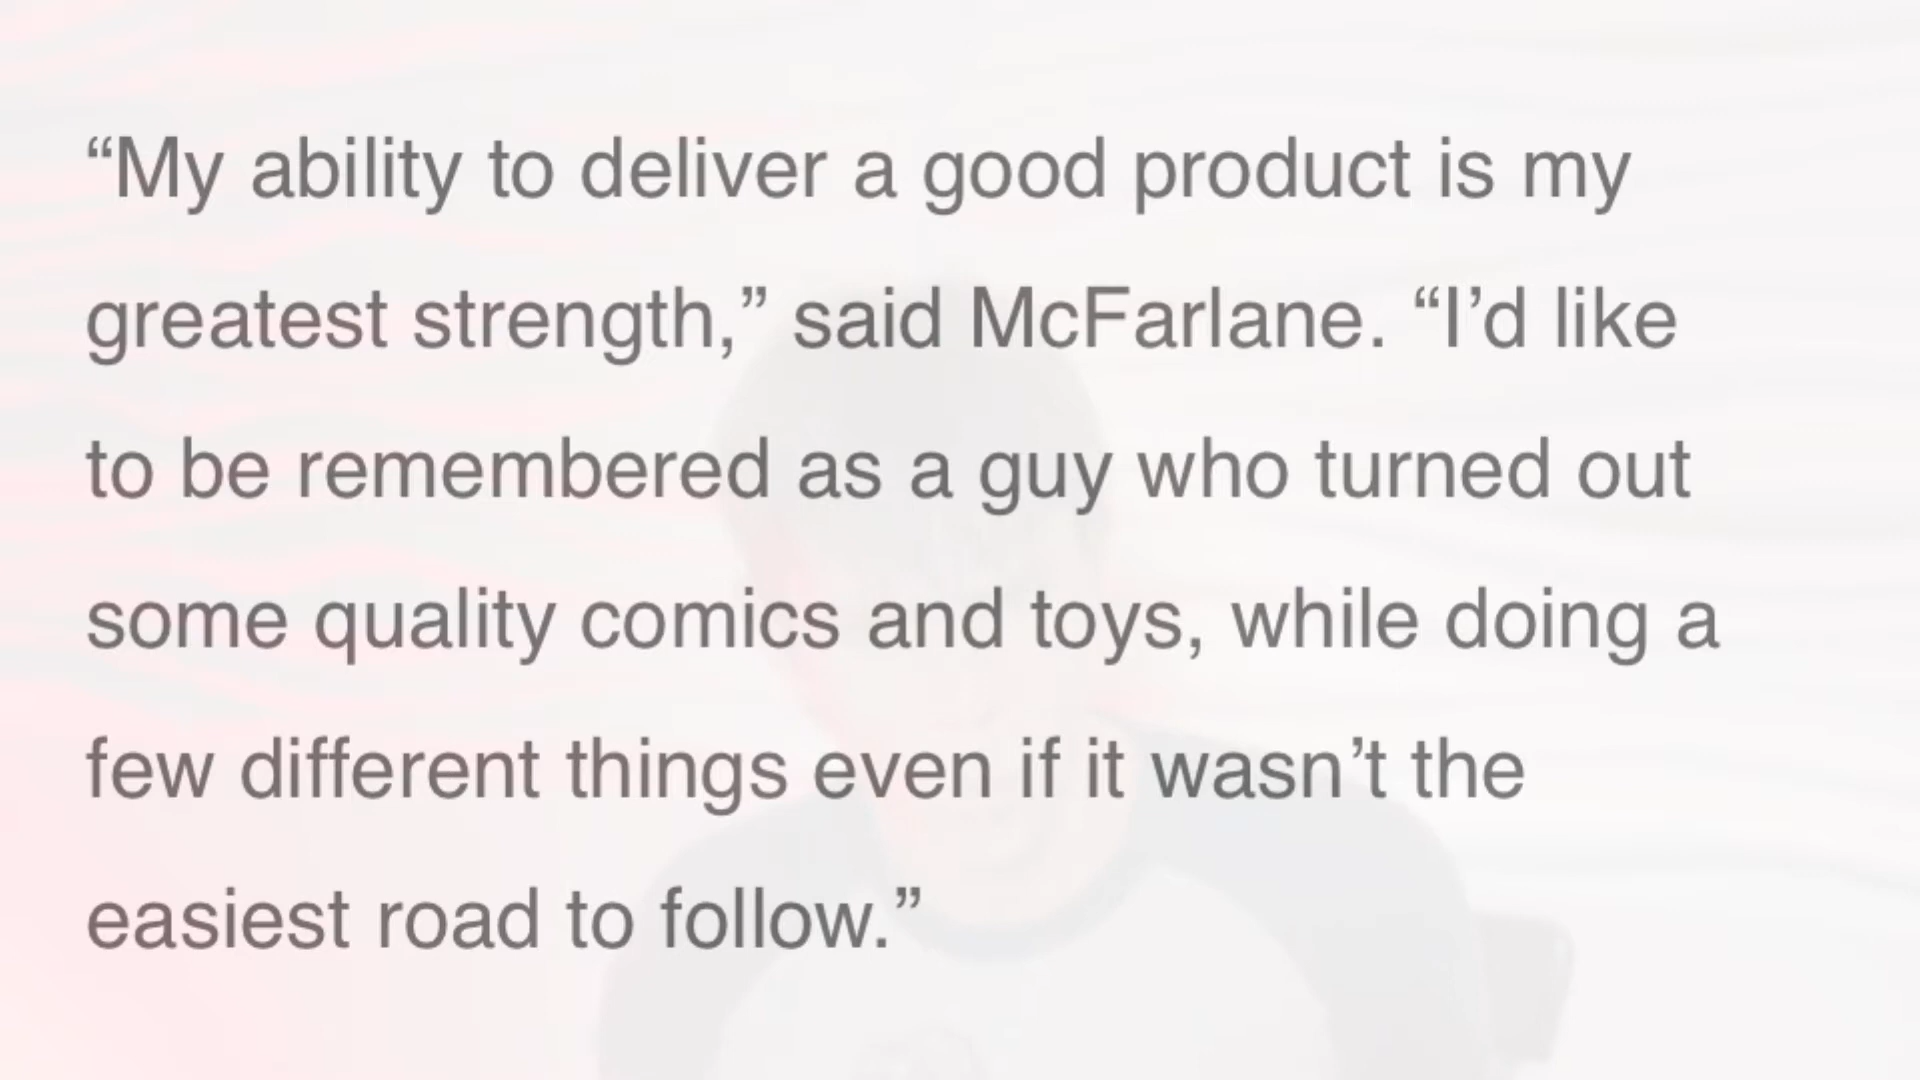 “My ability to deliver a good product is my
greatest strength,” said McFarlane. “I’d like
to be remembered as a guy who turned out
some quality comics and toys, while doing a
few different things even if it wasn’t the
easiest road to follow.”